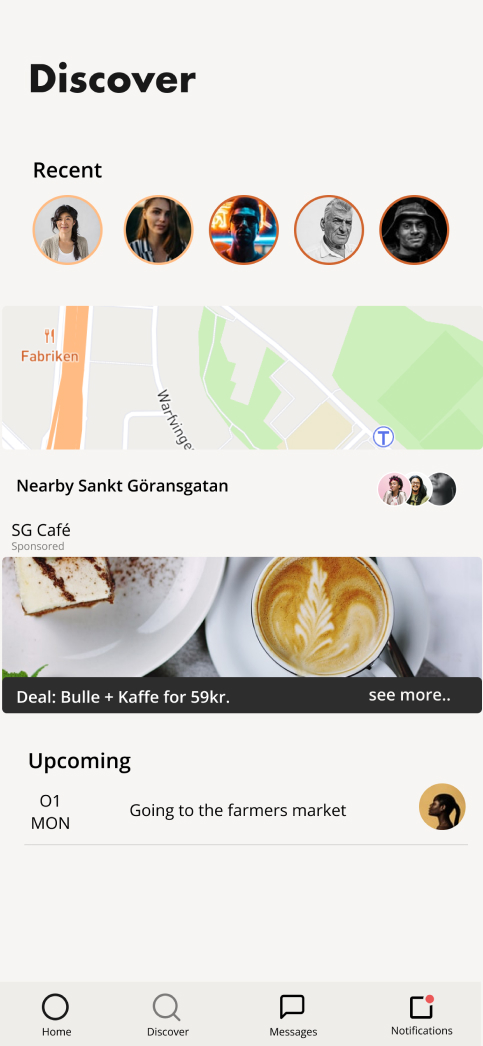 Discover
Recent
Fabriken
Warfvinge
Nearby Sankt Göransgatan
SG Café
Sponsored
Deal: Bulle + Kaffe for 59kr.
see more..
Upcoming
O1
MON
Going to the farmers market
Home
Discover
Messages
Notifications